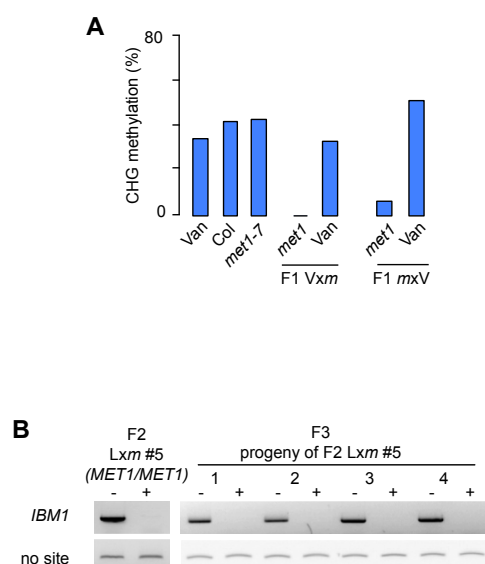 A
80
CHG methylation (%)
0
Van
Col
met1-7
met1
Van
met1
Van
F1 Vxm
F1 mxV
B
F2
Lxm #5
(MET1/MET1)
F3
progeny of F2 Lxm #5
1 2 3 4
- + - + - + - + - +
IBM1
no site